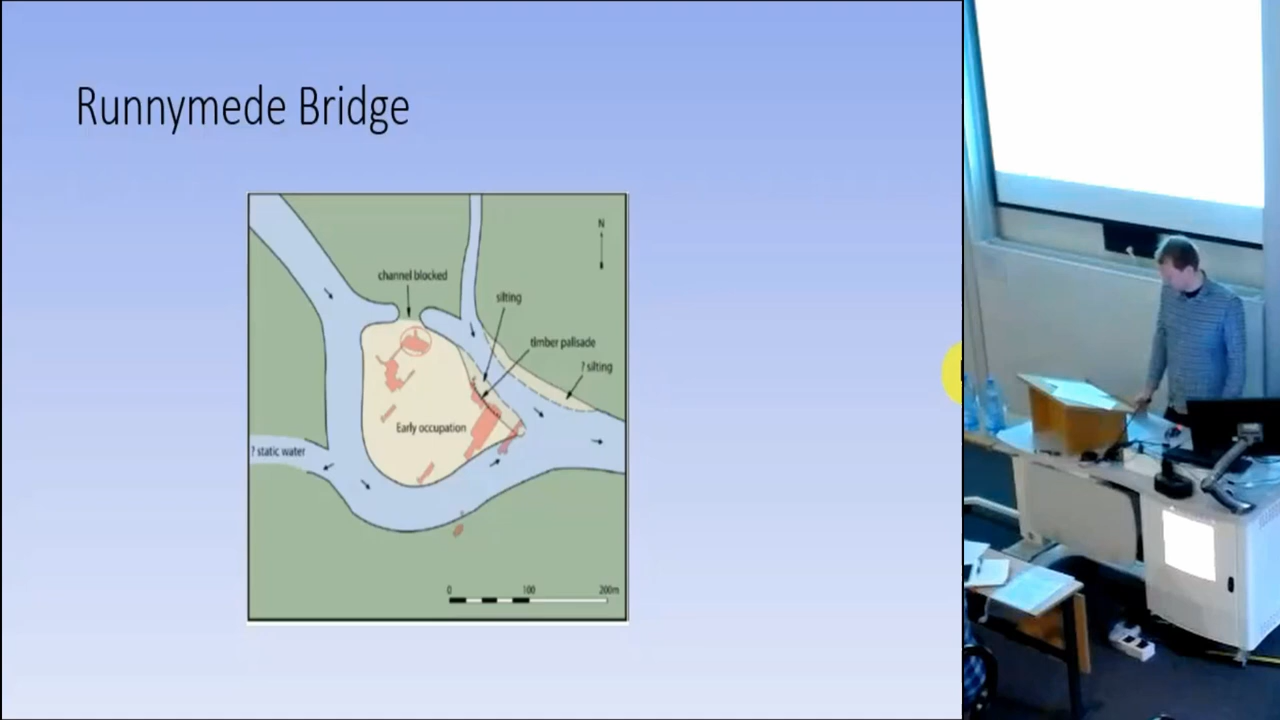 Runnymede Bridge
N
channel blocked
silting
timber palisade
? silting
Early occupation
? static water
0 100 200m